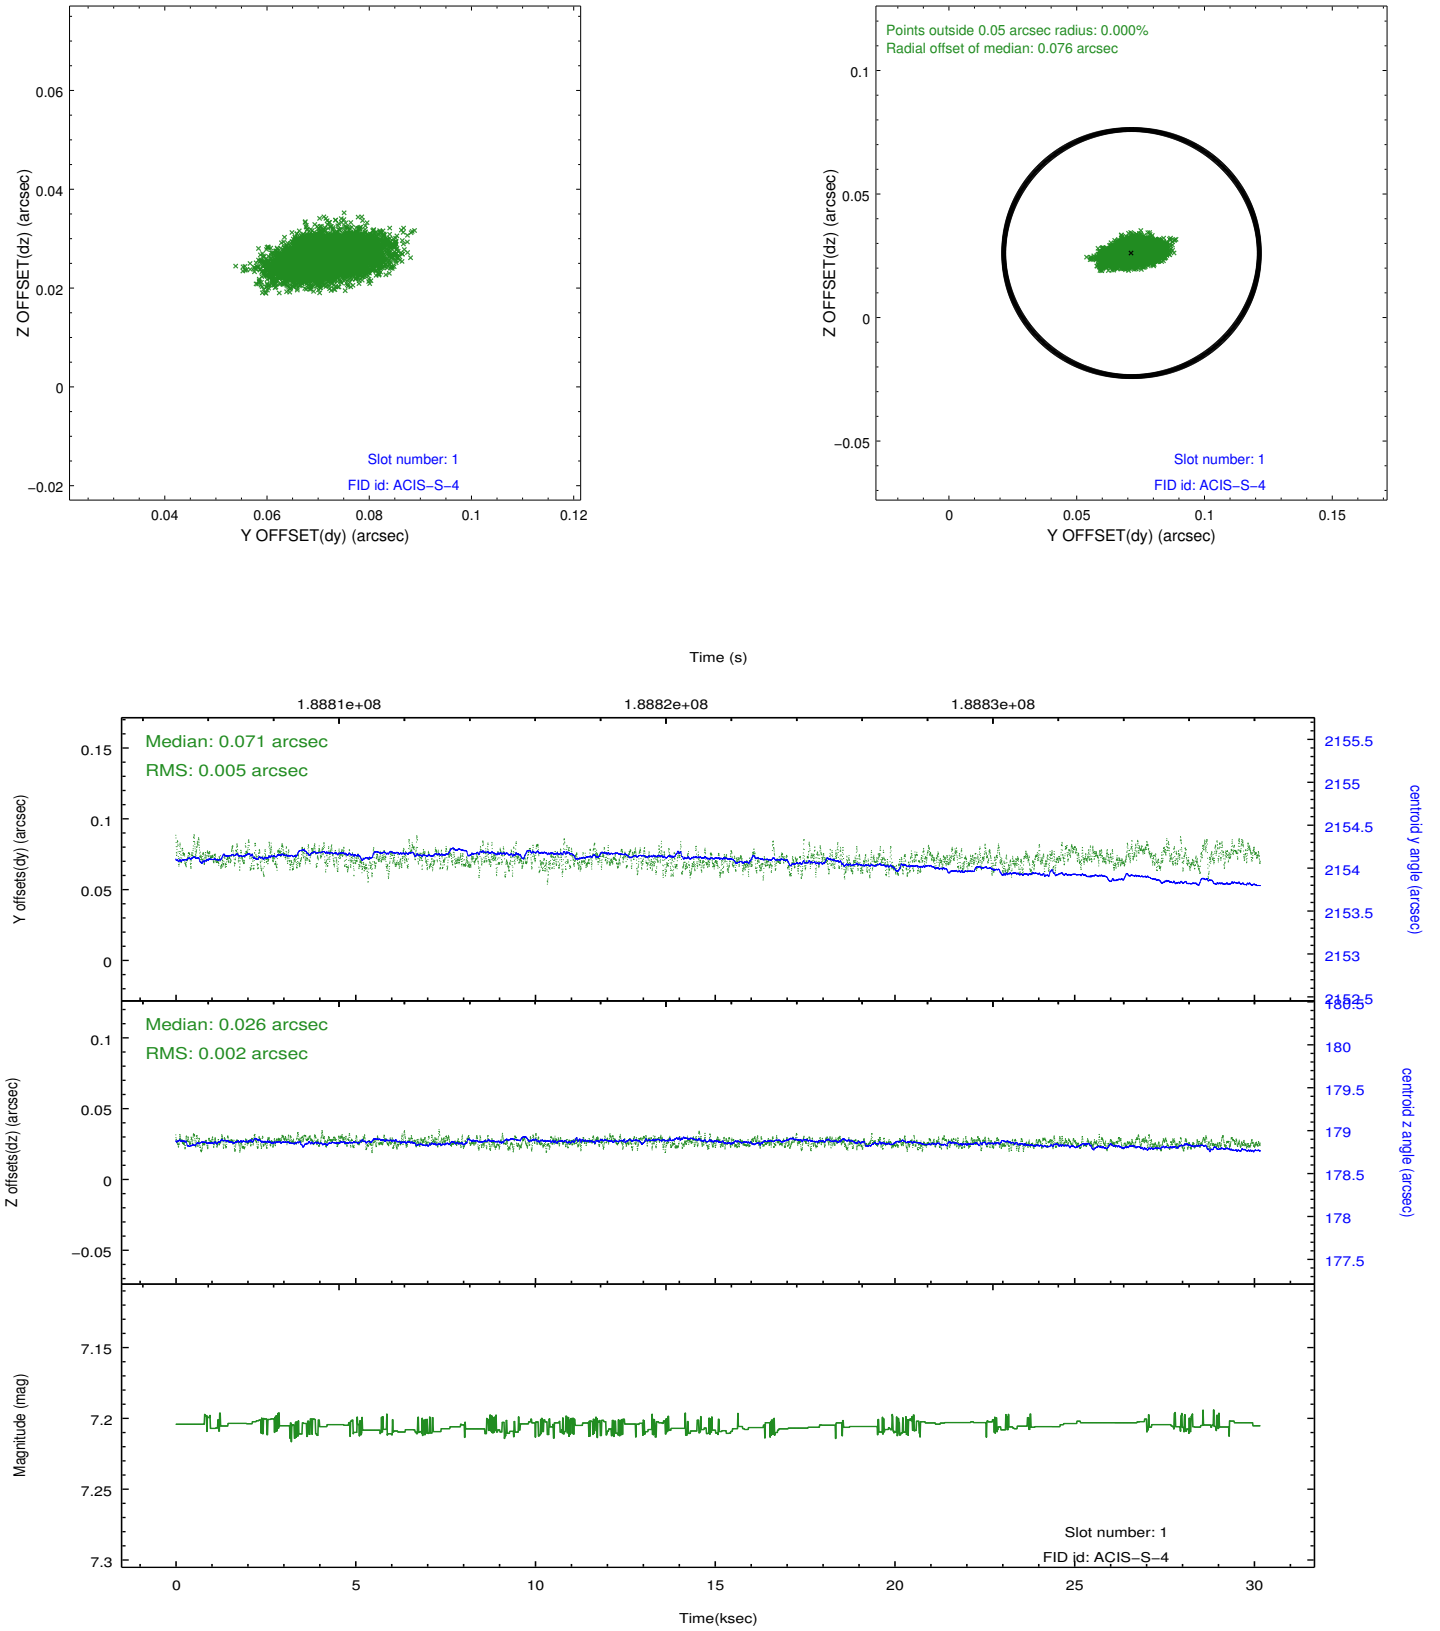 0.06
0.04
0.02
0
−0.02
0.04
0.06
0.08
0.1
0.12
Z OFFSET(dz) (arcsec)
Y OFFSET(dy) (arcsec)
Slot number: 1
FID id: ACIS−S−4
Points outside 0.05 arcsec radius: 0.000%
Radial offset of median: 0.076 arcsec
0.1
0.05
0
−0.05
0
0.05
0.1
0.15
Z OFFSET(dz) (arcsec)
Y OFFSET(dy) (arcsec)
Slot number: 1
FID id: ACIS−S−4
Time (s)
1.8881e+08
1.8882e+08
1.8883e+08
Median: 0.071 arcsec
RMS: 0.005 arcsec
0.15
0.1
0.05
0
Y offsets(dy) (arcsec)
2155.5
2155
2154.5
2154
2153.5
2153
2152.5
centroid y angle (arcsec)
Median: 0.026 arcsec
RMS: 0.002 arcsec
0.1
0.05
0
−0.05
Z offsets(dz) (arcsec)
180.5
180
179.5
179
178.5
178
177.5
centroid z angle (arcsec)
7.15
7.2
7.25
7.3
Magnitude (mag)
Slot number: 1
FID id: ACIS−S−4
0
5
10
15
20
25
30
Time(ksec)